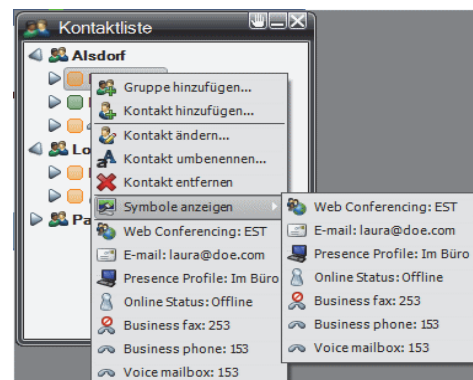 Kontaktliste
Alsdorf
Gruppe hinzufügen...
Kontakt hinzufügen...
Kontakt ändern...
Kontakt umbenennen...
Kontakt entfernen
Symbole anzeigen
Web Conferencing: EST
E-mail: laura@doe.com
Presence Profile: Im Büro
Online Status: Offline
Business fax: 253
Business phone: 153
Voice mailbox: 153
Lo
Pa
Web Conferencing: EST
E-mail: laura@doe.com
Presence Profile: Im Büro
Online Status: Offline
Business fax: 253
Business phone: 153
Voice mailbox: 153